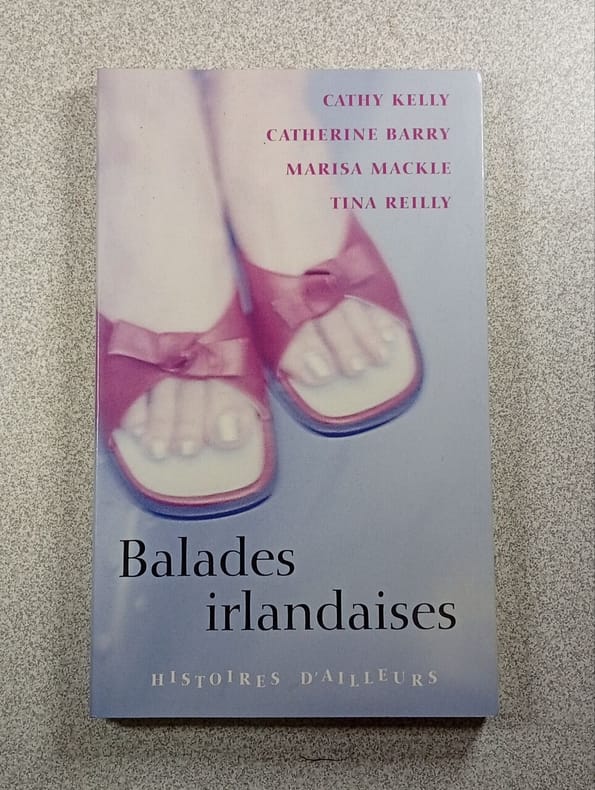 CATHY KELLY
CATHERINE BARRY
MARISA MACKLE
TINA REILLY
Balades
irlandaises
HISTOIRES D'AILLEURS